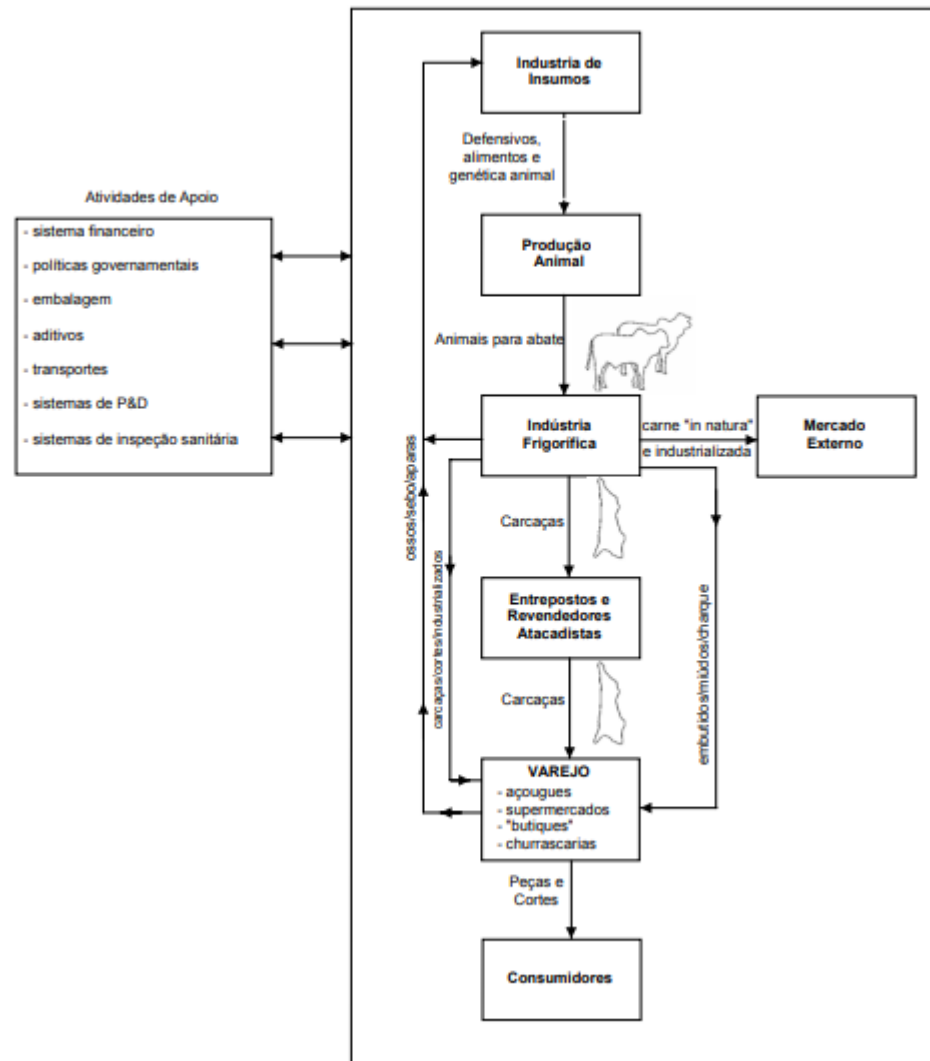 Industria de
Insumos
Defensivos,
alimentos e
genética animal
Atividades de Apoio
- sistema financeiro
- políticas governamentais
- embalagem
- aditivos
- transportes
- sistemas de P&D
- sistemas de inspeção sanitária
Produção
Animal
Animais para abate
Indústria
Frigorífica
carne "in natura"
e industrializada
Mercado
Externo
ossos/sebo/aparas
carcaças/cortes/industrializados
Carcaças
embutidos/miúdos/charque
Entrepostos e
Revendedores
Atacadistas
Carcaças
VAREJO
- açougues
- supermercados
- "butiques"
- churrascarias
Peças e
Cortes
Consumidores